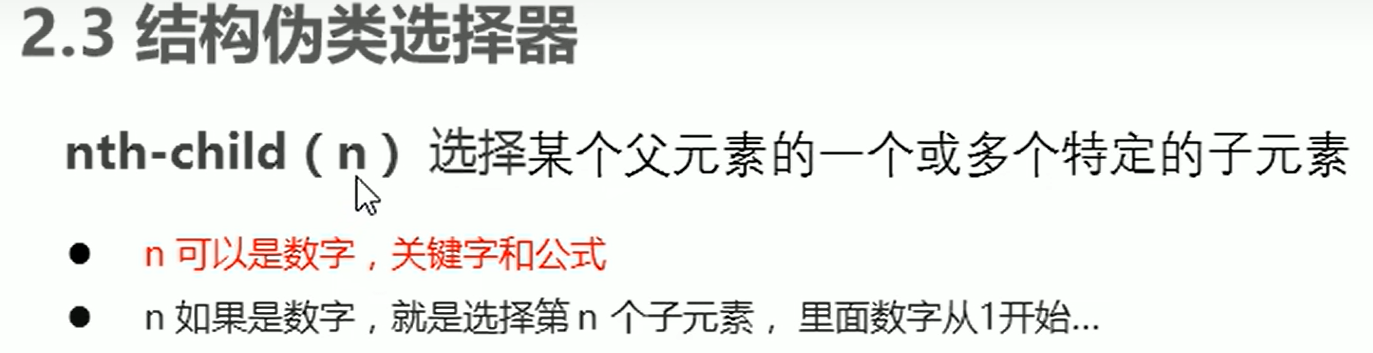 2.3 结构伪类选择器
nth-child（n） 选择某个父元素的一个或多个特定的子元素
● n 可以是数字，关键字和公式
● n 如果是数字，就是选择第 n 个子元素， 里面数字从1开始...